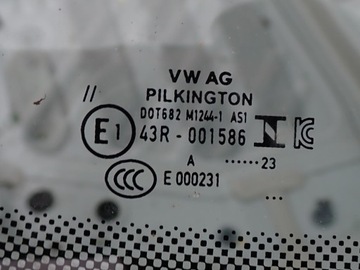 VW AG
//
PILKINGTON
DOT682 M1244-1 AS1
E1 43R - 001586
A ······ 23
CCC E 000231
...